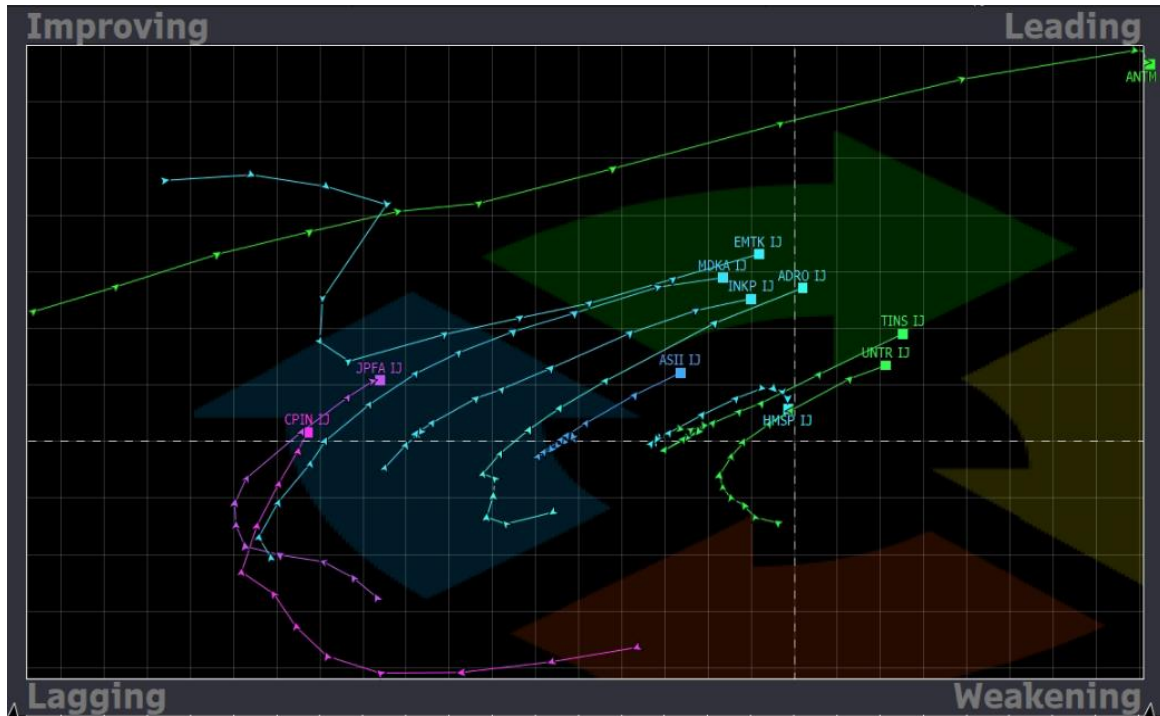 Improving
Leading
ANTM
EMTK IJ
MDKA IJ
ADRO IJ
INKP IJ
TINS IJ
UNTR IJ
ASII IJ
JPFA IJ
HMSP IJ
CPIN IJ
Lagging
Weakening